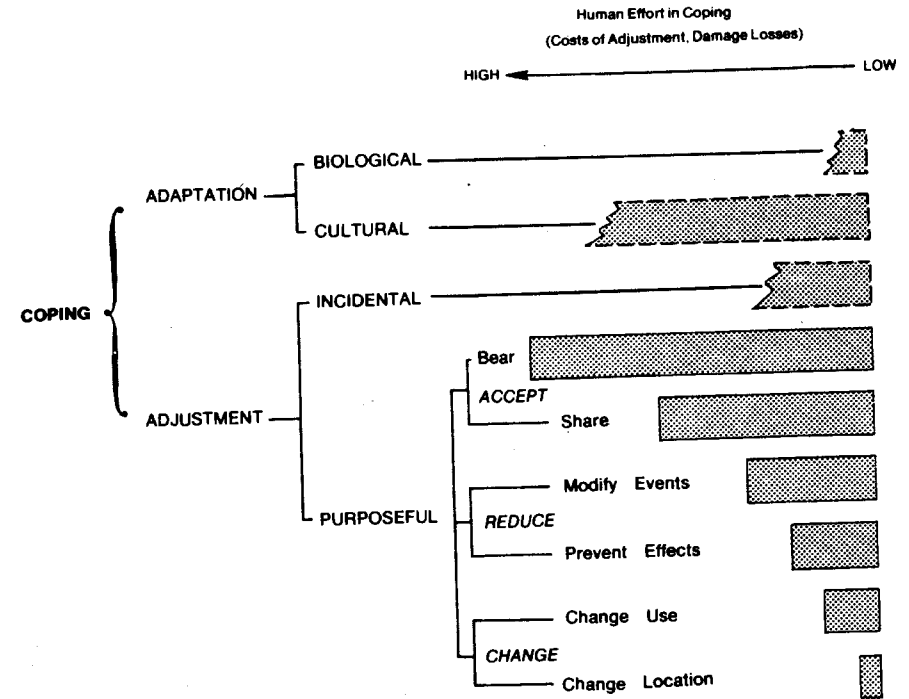 Human Effort in Coping
(Costs of Adjustment, Damage Losses)
HIGH LOW
BIOLOGICAL
ADAPTATION
CULTURAL
INCIDENTAL
COPING
Bear
ACCEPT
ADJUSTMENT
Share
Modify Events
PURPOSEFUL
REDUCE
Prevent Effects
Change Use
CHANGE
Change Location